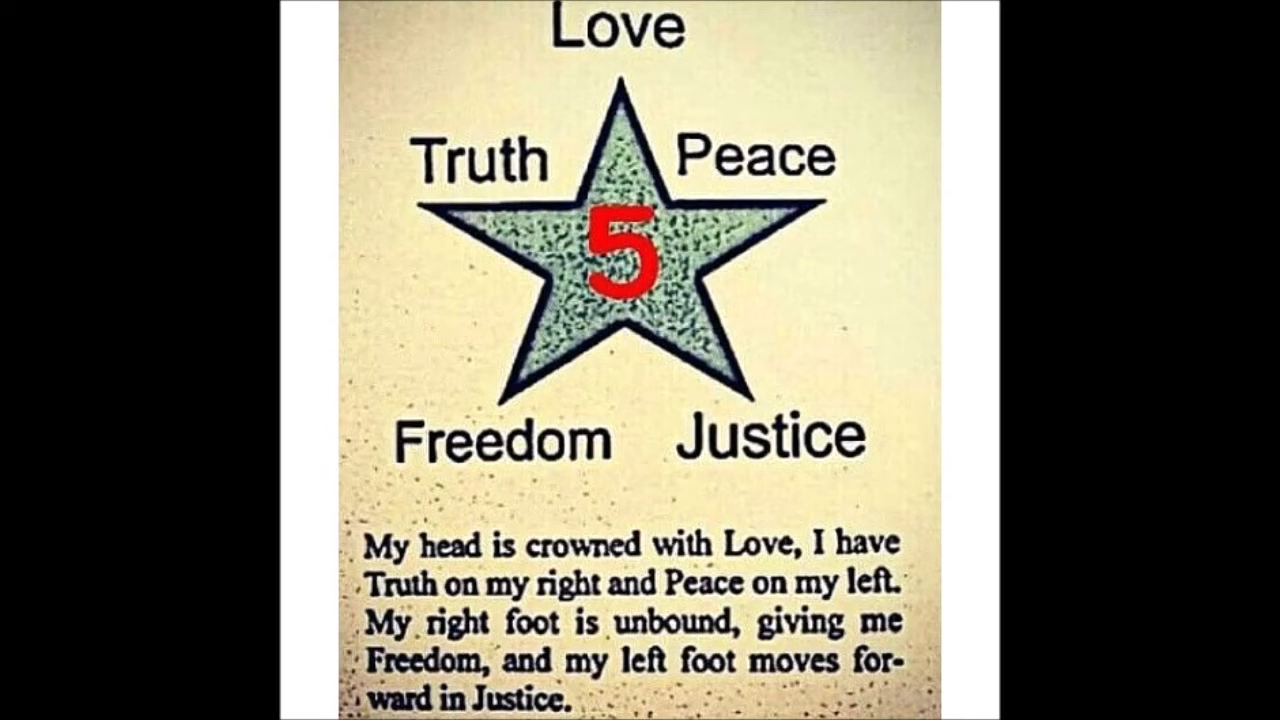 Love
Truth Peace
5
Freedom Justice
My head is crowned with Love, I have
Truth on my right and Peace on my left.
My right foot is unbound, giving me
Freedom, and my left foot moves for-
ward in Justice.